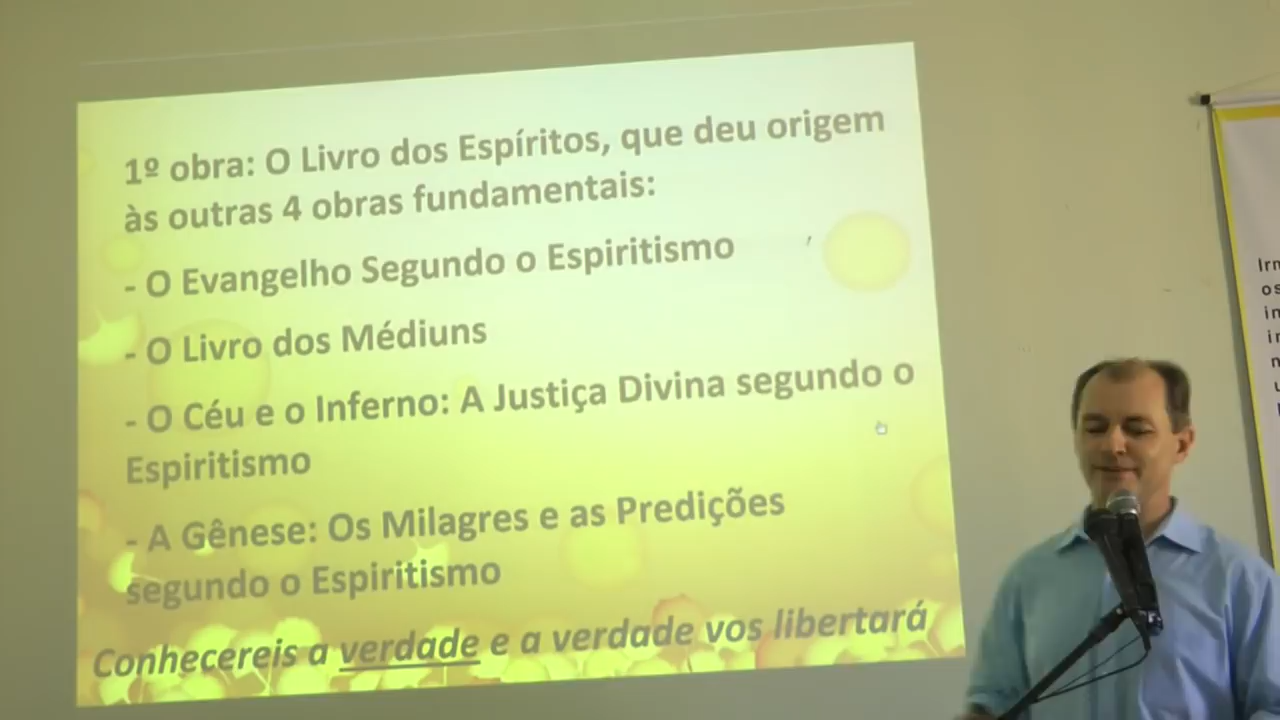 1º obra: O Livro dos Espíritos, que deu origem
às outras 4 obras fundamentais:
- O Evangelho Segundo o Espiritismo
- O Livro dos Médiuns
- O Céu e o Inferno: A Justiça Divina segundo o
Espiritismo
- A Gênese: Os Milagres e as Predições
segundo o Espiritismo
Conhecereis a verdade e a verdade vos libertará